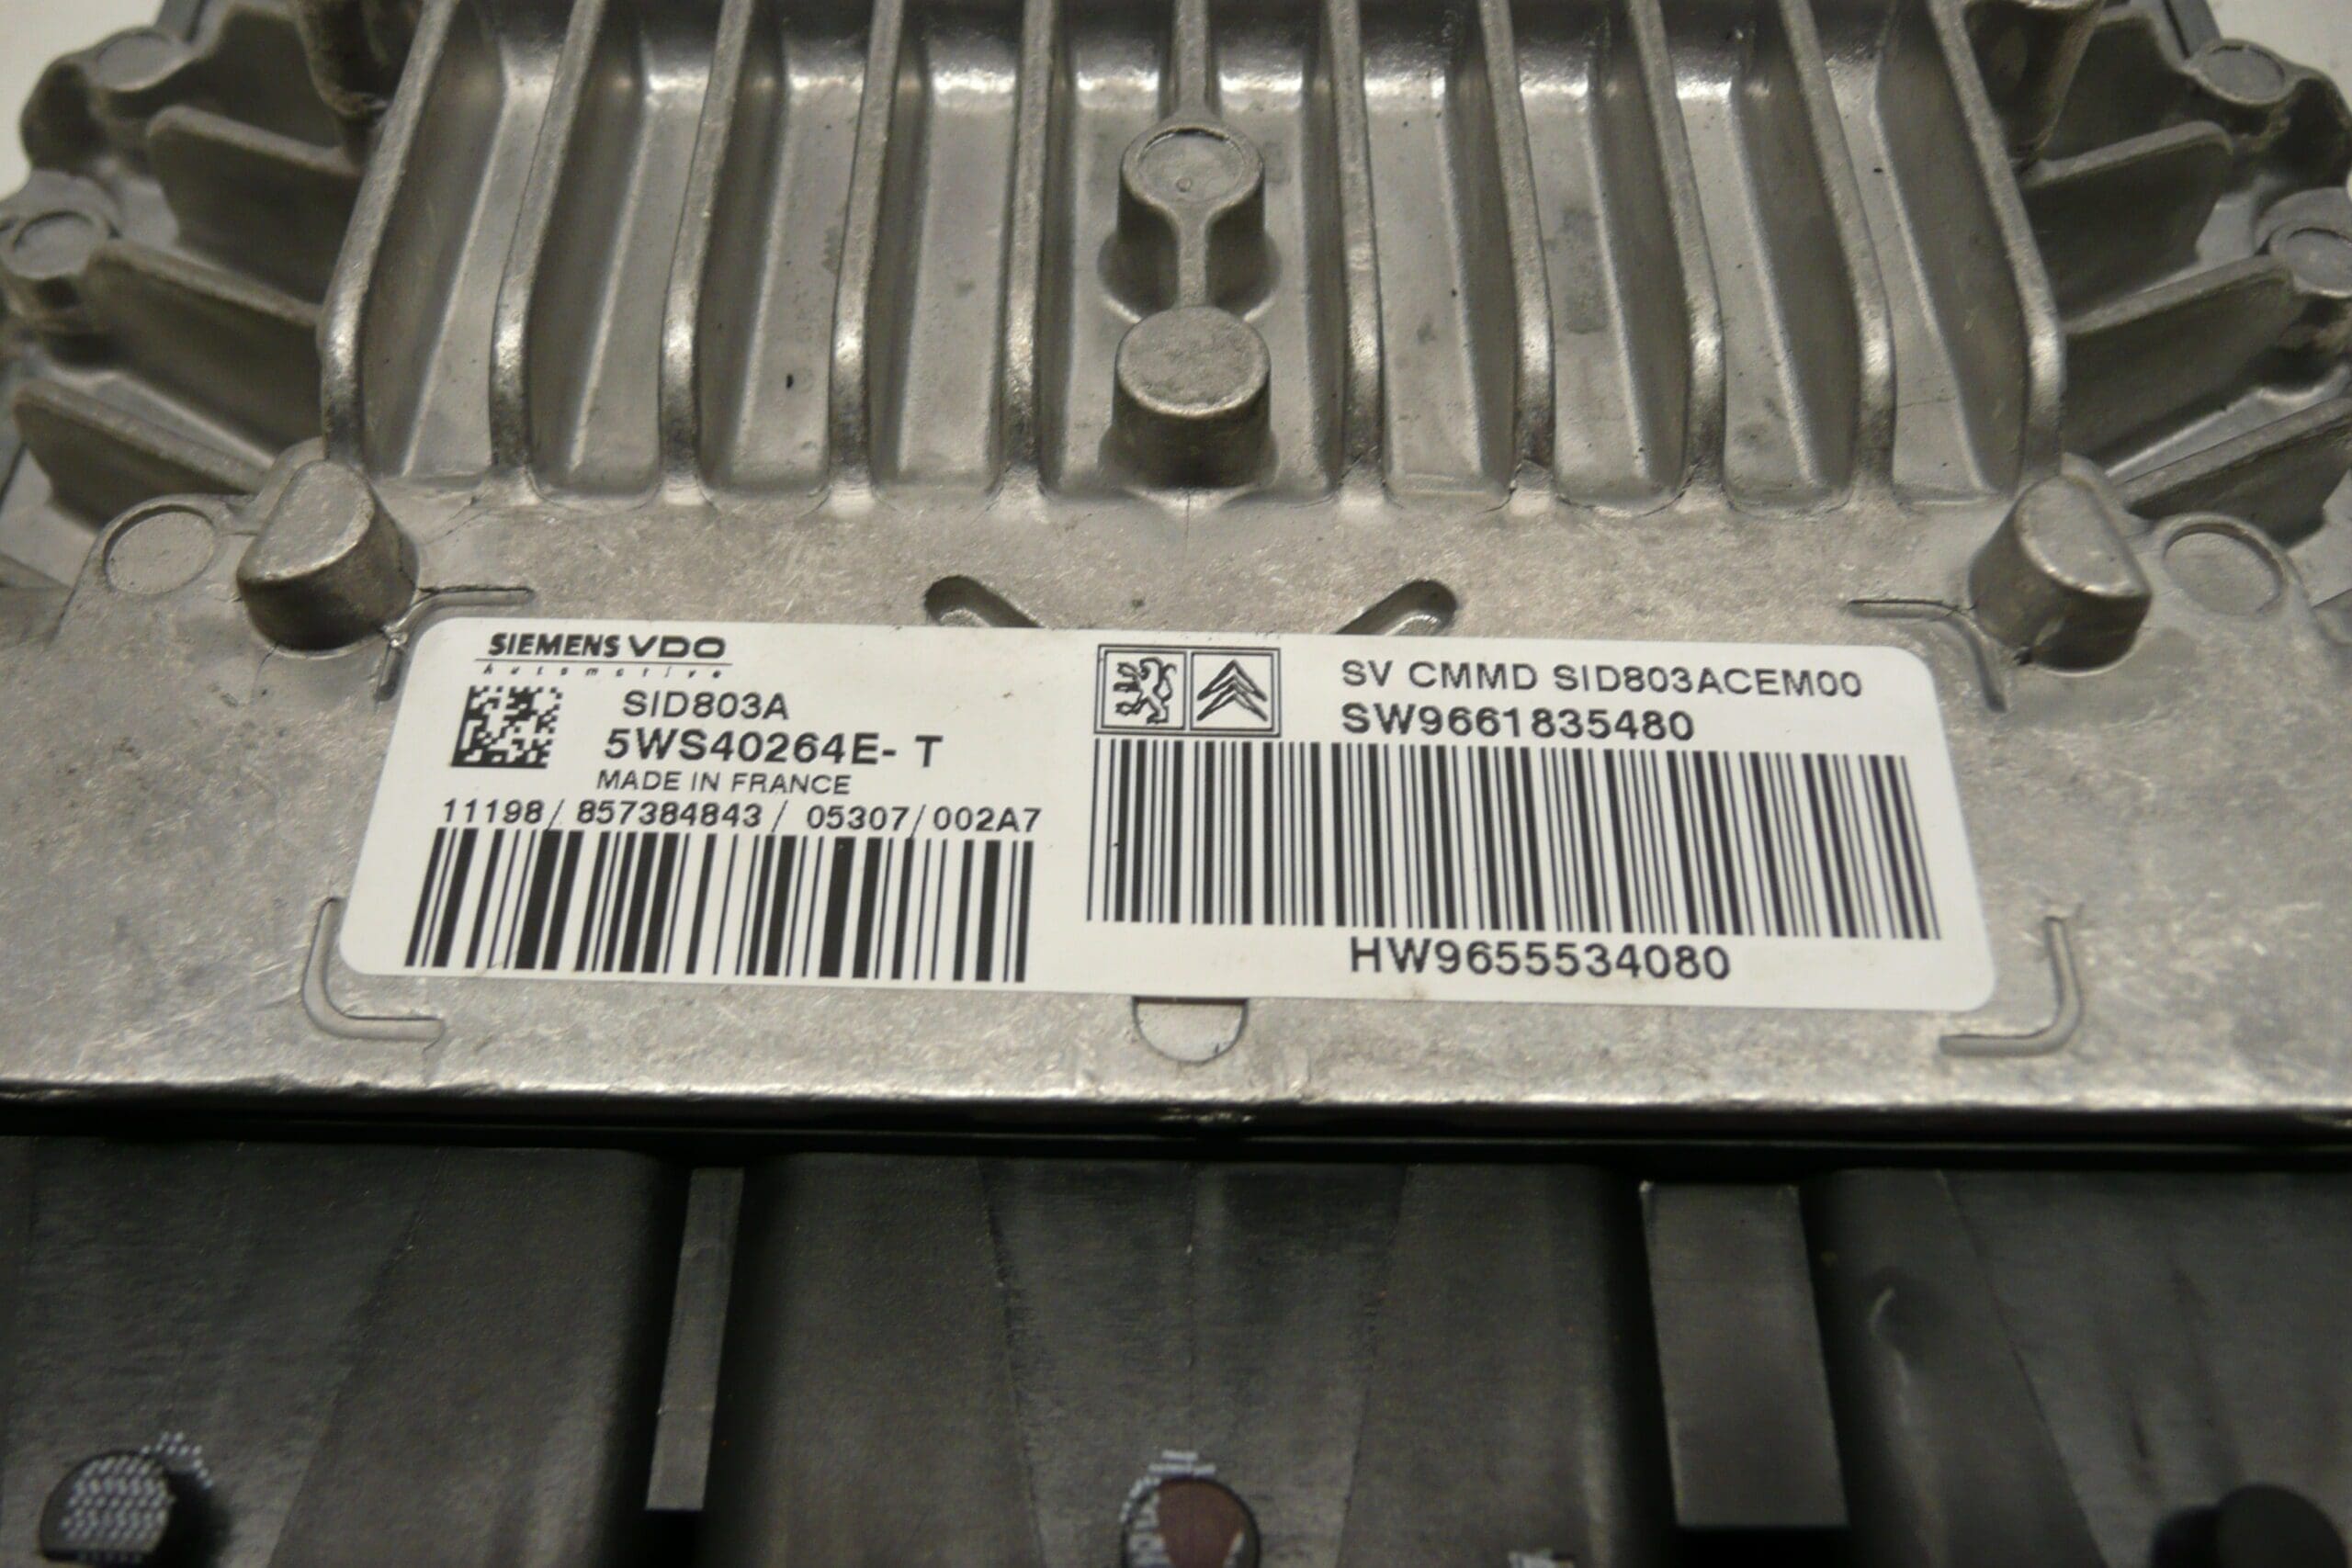 SIEMENS VDO
Automotive
SID803A
5WS40264E- T
MADE IN FRANCE
11198/ 857384843/ 05307/002A7
SV CMMD SID803ACEM00
SW9661835480
HW9655534080